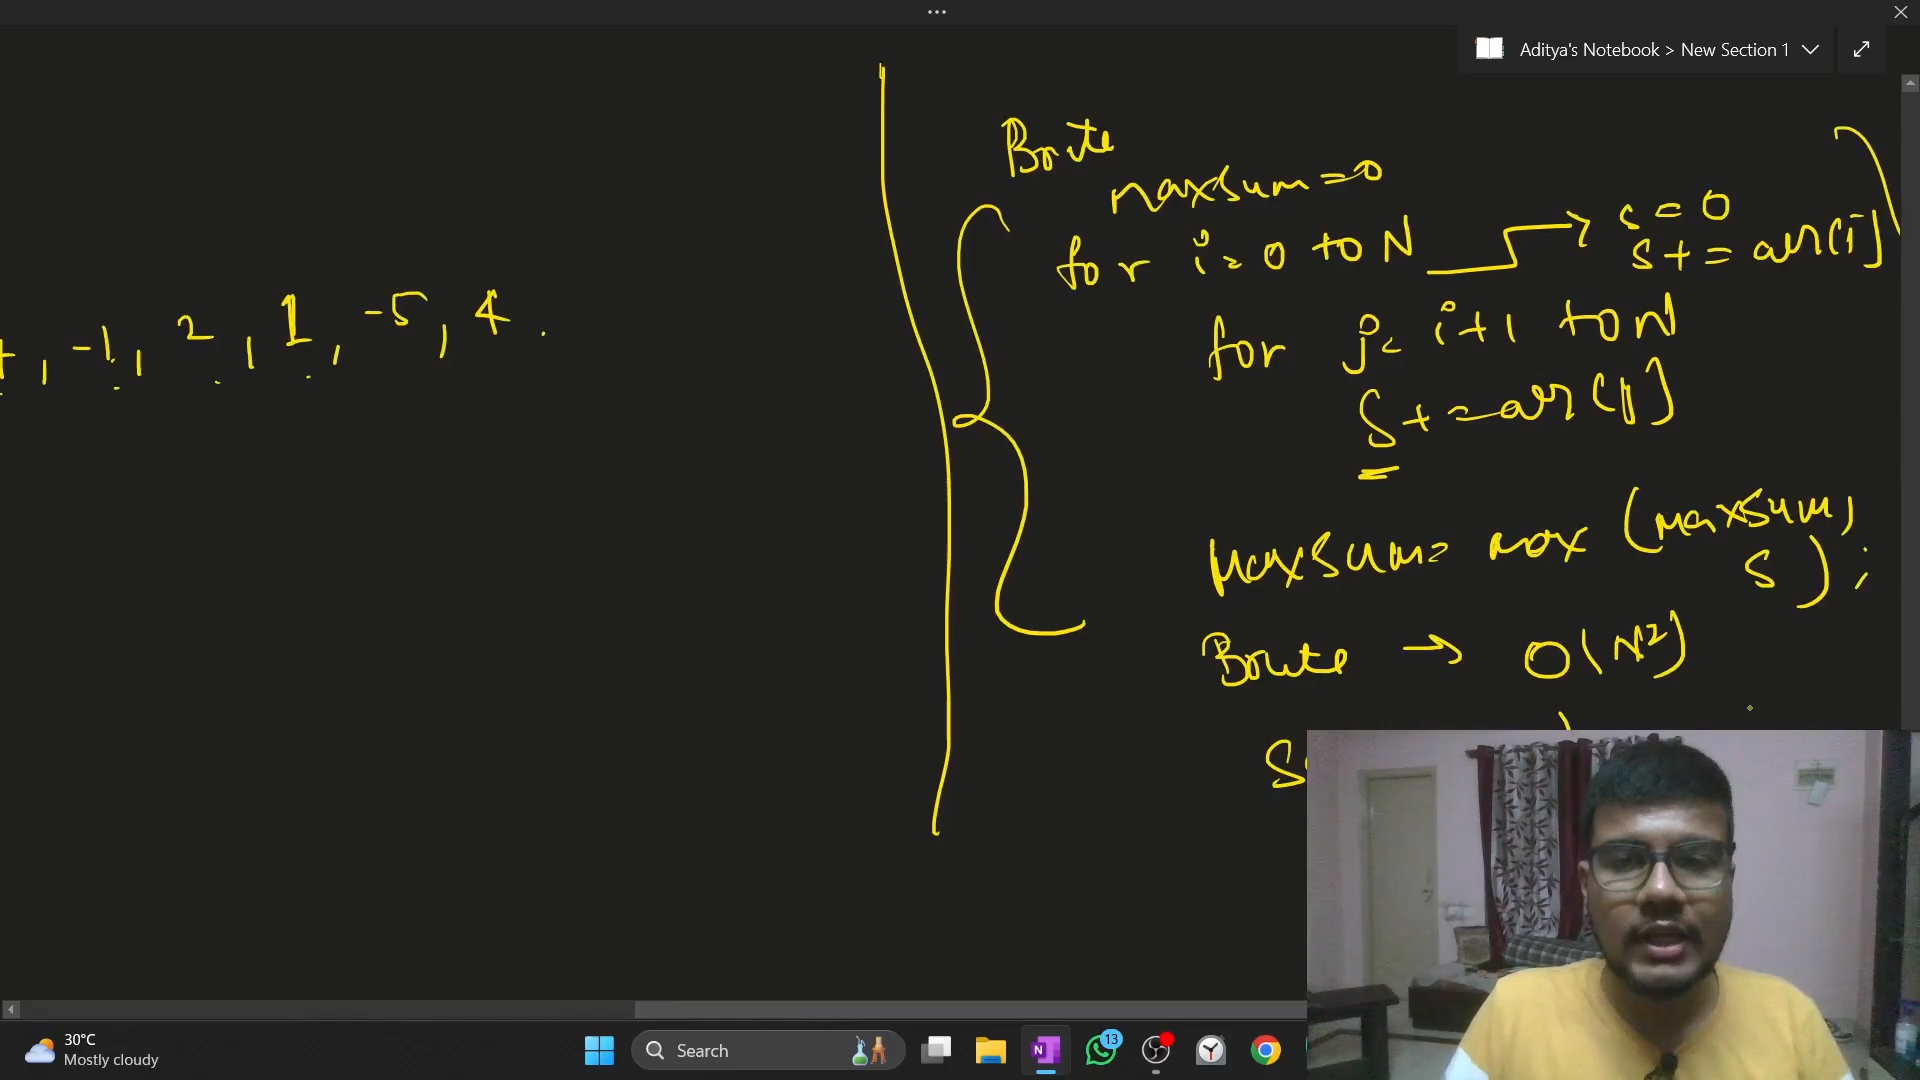 Aditya's Notebook > New Section 1
, -1, 2, 1, -5, 4.
Brute
maxsum=0
for i=0 to N → s = 0
s+=arr[i]
for j= i+1 to N
S+=arr[j]
maxsum= max (maxsum,
s);
Brute → O(N²)
30°C
Mostly cloudy
Search
13